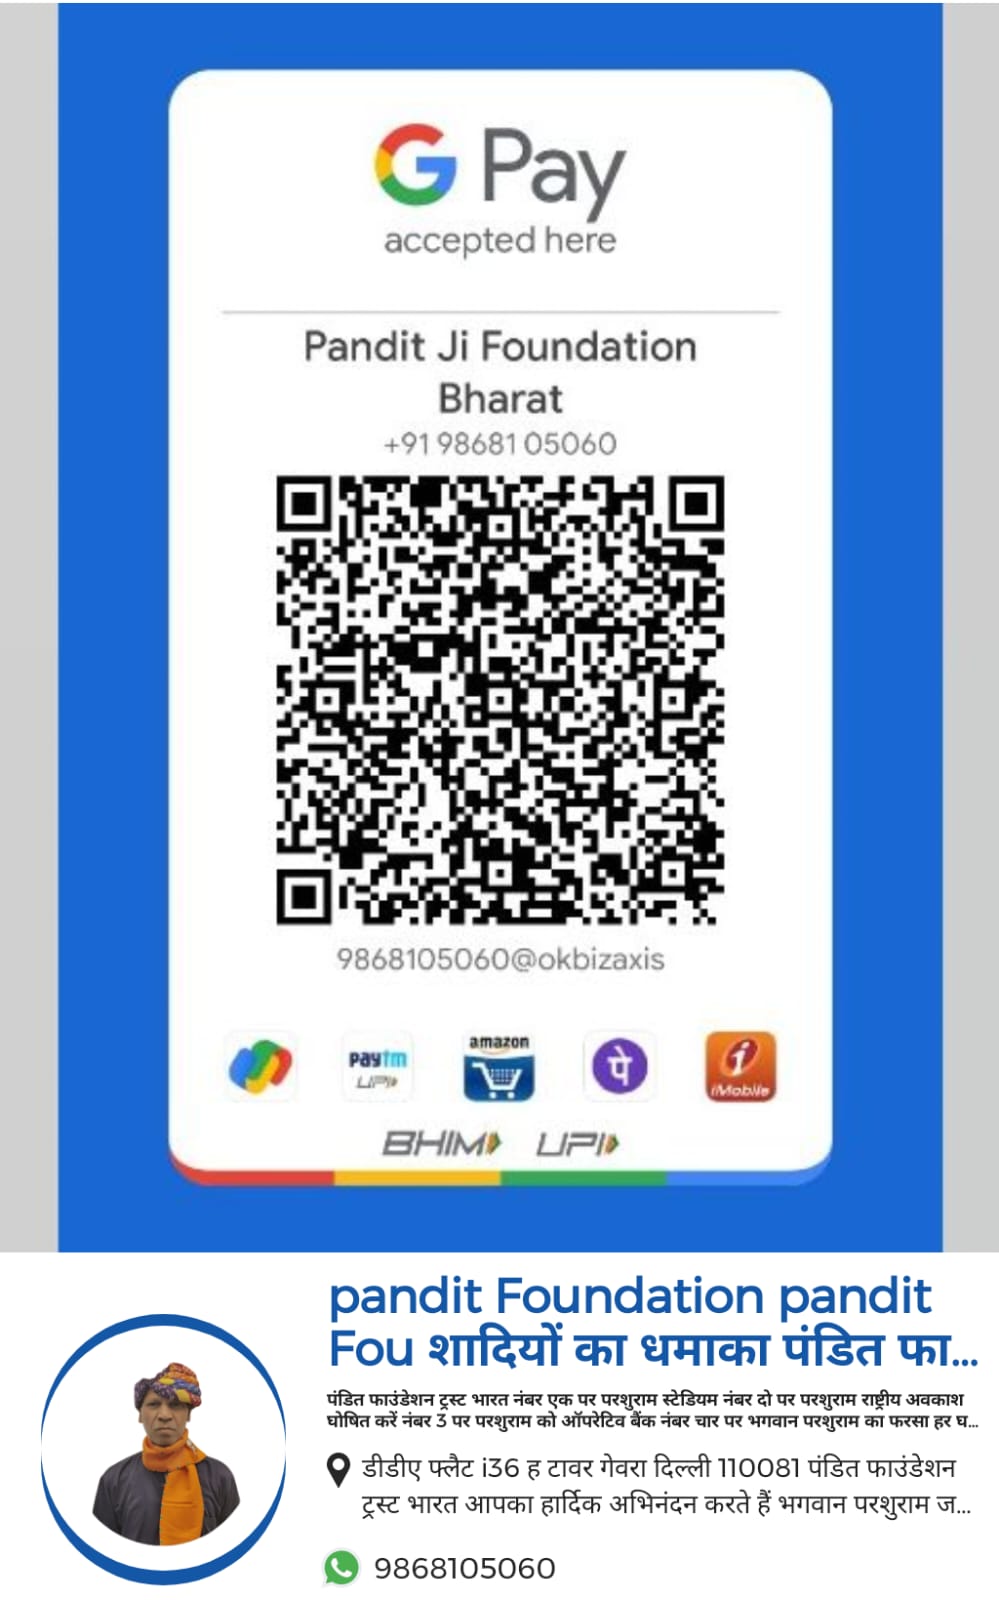 G Pay
accepted here
Pandit Ji Foundation
Bharat
+91 98681 05060
9868105060@okbizaxis
paytm
UPI
amazon
पे
iMobile
BHIM UPI
pandit Foundation pandit
Fou शादियों का धमाका पंडित फा...
पंडित फाउंडेशन ट्रस्ट भारत नंबर एक पर परशुराम स्टेडियम नंबर दो पर परशुराम राष्ट्रीय अवकाश
घोषित करें नंबर 3 पर परशुराम को ऑपरेटिव बैंक नंबर चार पर भगवान परशुराम का फरसा हर घ...
डीडीए फ्लैट i36 ह टावर गेवरा दिल्ली 110081 पंडित फाउंडेशन
ट्रस्ट भारत आपका हार्दिक अभिनंदन करते हैं भगवान परशुराम ज...
9868105060